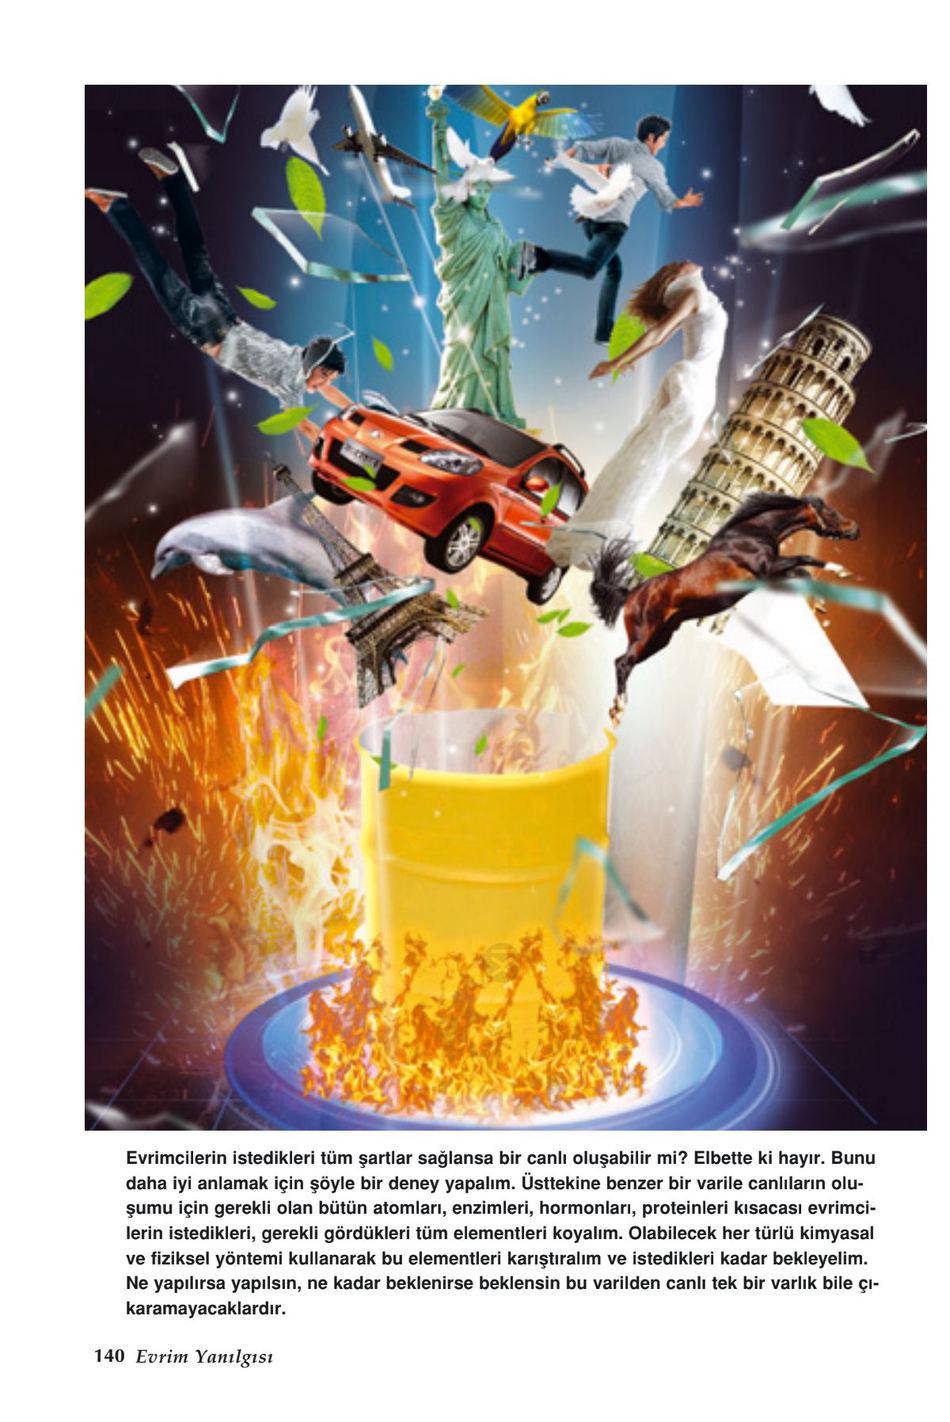 Evrimcilerin istedikleri tüm şartlar sağlansa bir canlı oluşabilir mi? Elbette ki hayır. Bunu
daha iyi anlamak için şöyle bir deney yapalım. Üsttekine benzer bir varile canlıların olu-
şumu için gerekli olan bütün atomları, enzimleri, hormonları, proteinleri kısacası evrimci-
lerin istedikleri, gerekli gördükleri tüm elementleri koyalım. Olabilecek her türlü kimyasal
ve fiziksel yöntemi kullanarak bu elementleri karıştıralım ve istedikleri kadar bekleyelim.
Ne yapılırsa yapılsın, ne kadar beklenirse beklensin bu varilden canlı tek bir varlık bile çı-
karamayacaklardır.
140 Evrim Yanılgısı